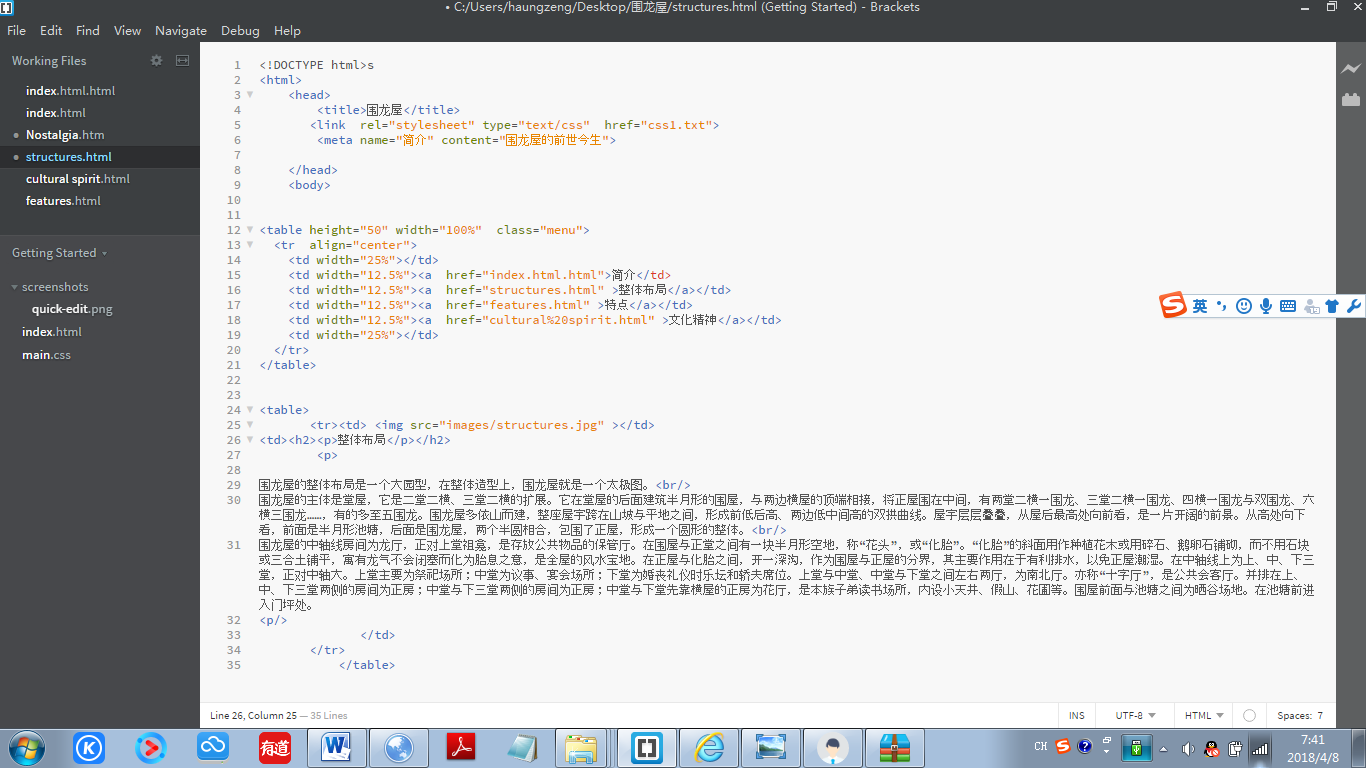 • C:/Users/haungzeng/Desktop/围龙屋/structures.html (Getting Started) - Brackets
File Edit Find View Navigate Debug Help
Working Files
index.html.html
index.html
Nostalgia.htm
structures.html
cultural spirit.html
features.html
Getting Started
screenshots
quick-edit.png
index.html
main.css
1 <!DOCTYPE html>s
2 <html>
3 <head>
4 <title>围龙屋</title>
5 <link  rel="stylesheet" type="text/css"  href="css1.txt">
6 <meta name="简介" content="围龙屋的前世今生">
7
8 </head>
9 <body>
10
11
12 <table height="50" width="100%"  class="menu">
13 <tr  align="center">
14 <td width="25%"></td>
15 <td width="12.5%"><a  href="index.html.html">简介</td>
16 <td width="12.5%"><a  href="structures.html" >整体布局</a></td>
17 <td width="12.5%"><a  href="features.html" >特点</a></td>
18 <td width="12.5%"><a  href="cultural%20spirit.html" >文化精神</a></td>
19 <td width="25%"></td>
20 </tr>
21 </table>
22
23
24 <table>
25 <tr><td> <img src="images/structures.jpg" ></td>
26 <td><h2><p>整体布局</p></h2>
27 <p>
28
29 围龙屋的整体布局是一个大园型，在整体造型上，围龙屋就是一个太极图。<br/>
30 围龙屋的主体是堂屋，它是二堂二横、三堂二横的扩展。它在堂屋的后面建筑半月形的围屋，与两边横屋的顶端相接，将正屋围在中间，有两堂二横一围龙、三堂二横一围龙、四横一围龙与双围龙、六
横三围龙……，有的多至五围龙。围龙屋多依山而建，整座屋宇跨在山坡与平地之间，形成前低后高、两边低中间高的双拱曲线。屋宇层层叠叠，从屋后最高处向前看，是一片开阔的前景。从高处向下
看，前面是半月形池塘，后面是围龙屋，两个半圆相合，包围了正屋，形成一个圆形的整体。<br/>
31 围龙屋的中轴线房间为龙厅，正对上堂祖龛，是存放公共物品的保管厅。在围屋与正堂之间有一块半月形空地，称“花头”，或“化胎”。“化胎”的斜面用作种植花木或用碎石、鹅卵石铺砌，而不用石块
或三合土铺平，寓有龙气不会闭塞而化为胎息之意，是全屋的风水宝地。在正屋与化胎之间，开一深沟，作为围屋与正屋的分界，其主要作用在于有利排水，以免正屋潮湿。在中轴线上为上、中、下三
堂，正对中轴大。上堂主要为祭祀场所；中堂为议事、宴会场所；下堂为婚丧礼仪时乐坛和轿夫席位。上堂与中堂、中堂与下堂之间左右两厅，为南北厅。亦称“十字厅”，是公共会客厅。并排在上、
中、下三堂两侧的房间为正房；中堂与下三堂两侧的房间为正房；中堂与下堂先靠横屋的正房为花厅，是本族子弟读书场所，内设小天井、假山、花圃等。围屋前面与池塘之间为晒谷场地。在池塘前进
入门坪处。
32 <p/>
33 </td>
34 </tr>
35 </table>
英
Line 26, Column 25 — 35 Lines
INS UTF-8 HTML Spaces: 7
有道
CH
7:41
2018/4/8